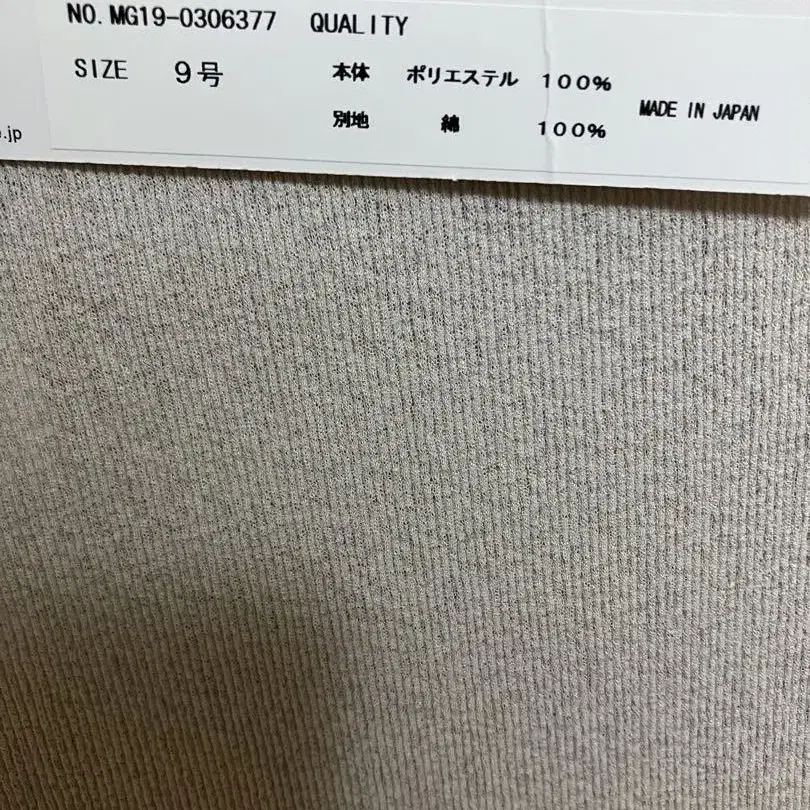 NO. MG19-0306377 QUALITY
SIZE 9号 本体 ポリエステル 100%
別地 綿 100%
MADE IN JAPAN
.jp